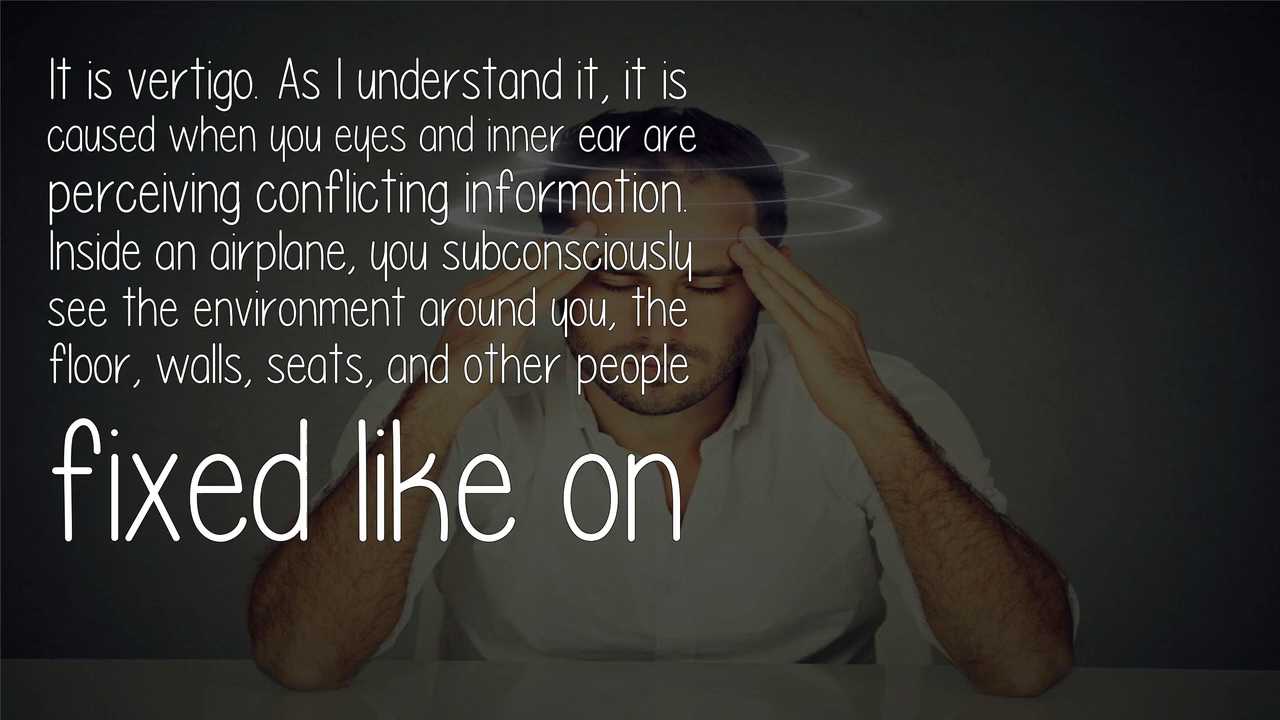 It is vertigo. As I understand it, it is
caused when you eyes and inner ear are
perceiving conflicting information.
Inside an airplane, you subconsciously
see the environment around you, the
floor, walls, seats, and other people
fixed like on